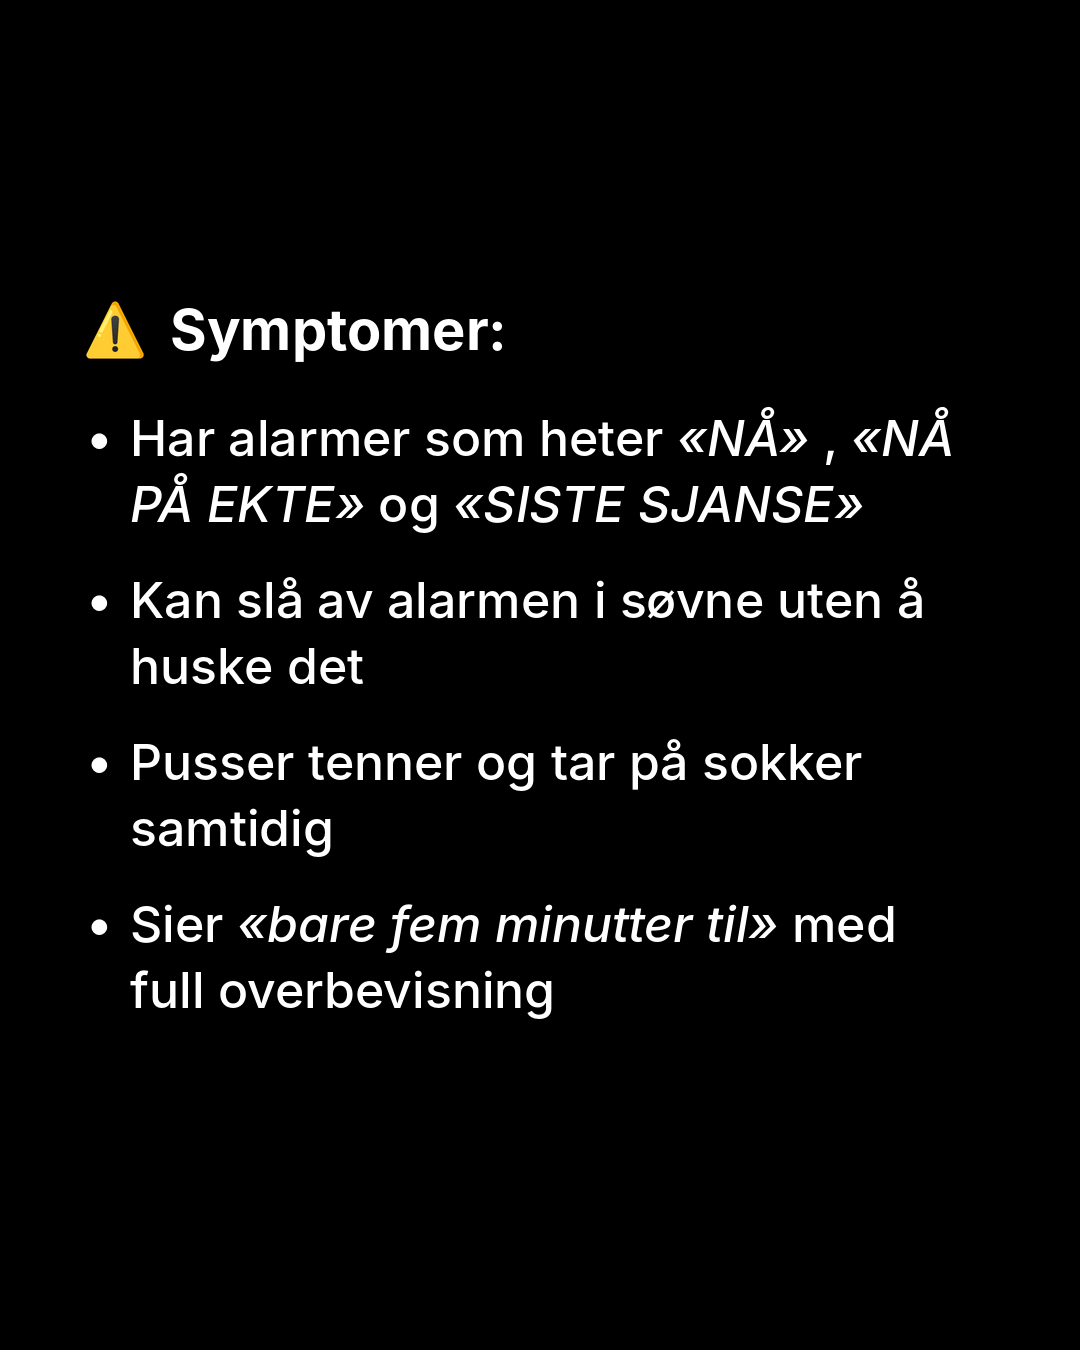 ⚠️ Symptomer:
• Har alarmer som heter «NÅ» , «NÅ
PÅ EKTE» og «SISTE SJANSE»
• Kan slå av alarmen i søvne uten å
huske det
• Pusser tenner og tar på sokker
samtidig
• Sier «bare fem minutter til» med
full overbevisning